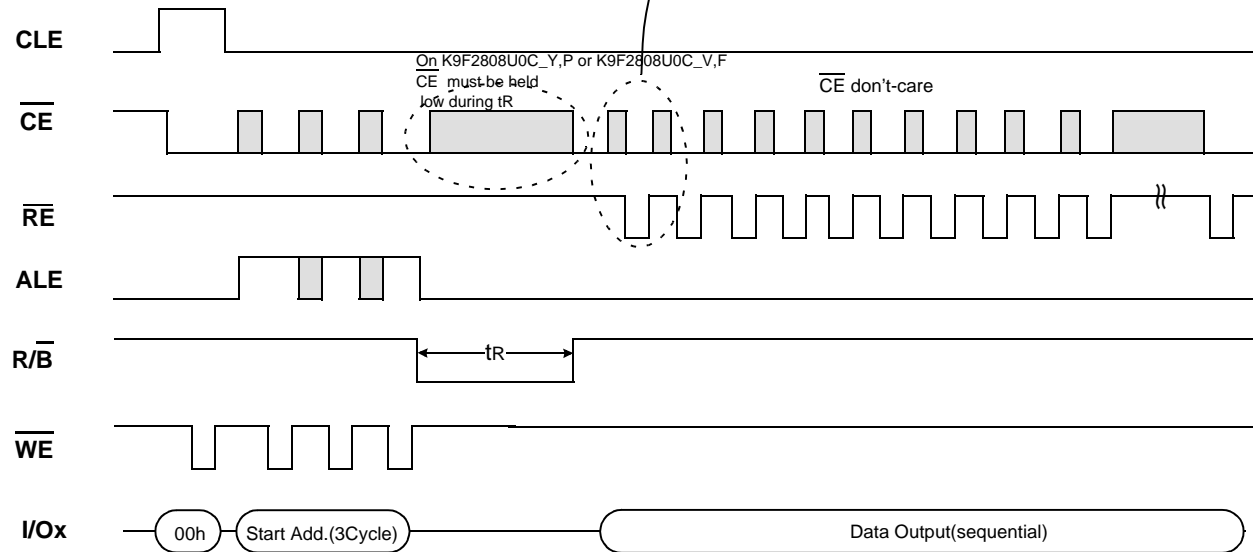 CLE
On K9F2808U0C_Y,P or K9F2808U0C_V,F
CE must be held
low during tR
CE don't-care
CE
RE
ALE
R/B
tR
WE
I/Ox
00h
Start Add.(3Cycle)
Data Output(sequential)